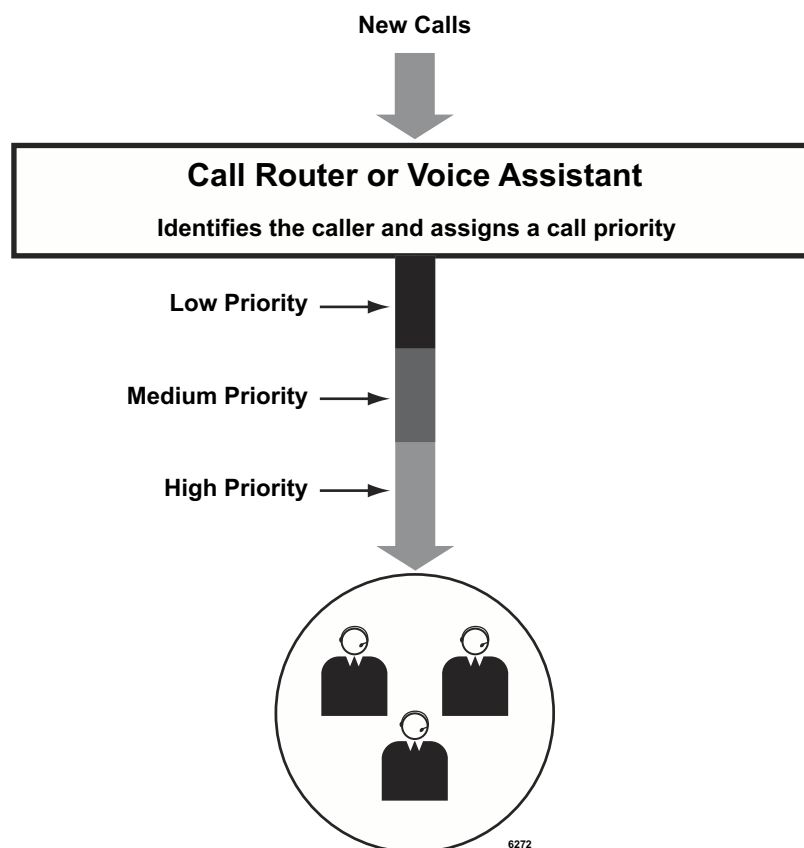 New Calls
Call Router or Voice Assistant
Identifies the caller and assigns a call priority
Low Priority
Medium Priority
High Priority
6272